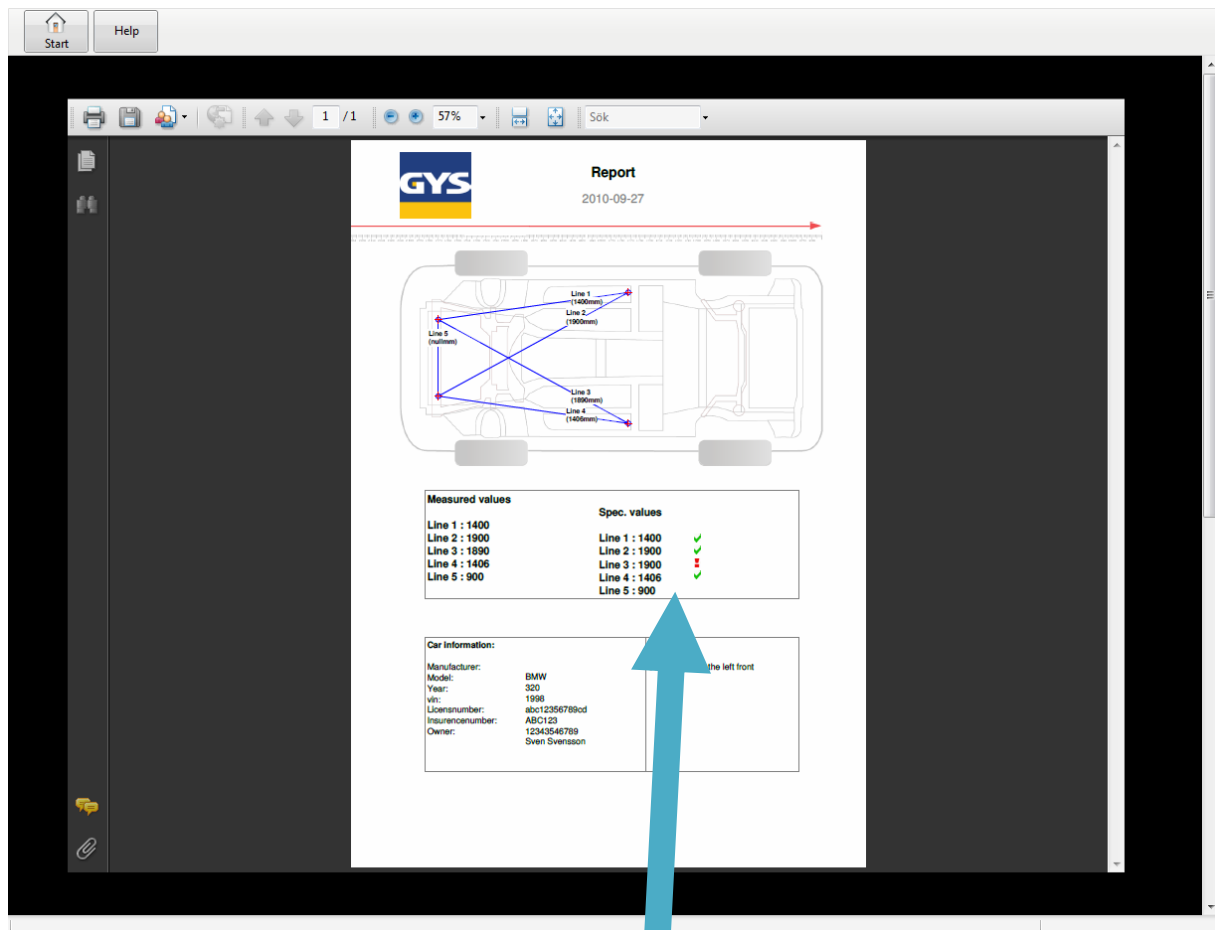 Start
Help
1 /1
57%
Sök
GYS
Report
2010-09-27
Line 1
(1400mm)
Line 2
(1900mm)
Line 5
(nullmm)
Line 3
(1890mm)
Line 4
(1406mm)
Measured values
Line 1 : 1400
Line 2 : 1900
Line 3 : 1890
Line 4 : 1406
Line 5 : 900
Spec. values
Line 1 : 1400
Line 2 : 1900
Line 3 : 1900
Line 4 : 1406
Line 5 : 900
Car information:
Manufacturer:
Model:
Year:
vin:
Licensnumber:
Insurencenumber:
Owner:
BMW
320
1998
abc12356789cd
ABC123
12343546789
Sven Svensson
the left front